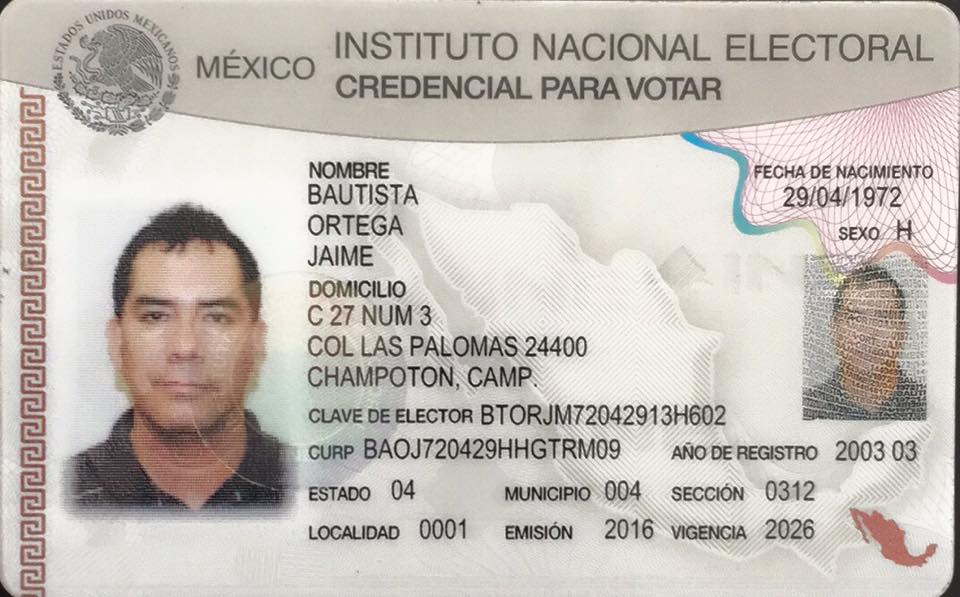 ESTADOS UNIDOS MEXICANOS
MÉXICO
INSTITUTO NACIONAL ELECTORAL
CREDENCIAL PARA VOTAR
NOMBRE
BAUTISTA
ORTEGA
JAIME
FECHA DE NACIMIENTO
29/04/1972
SEXO H
DOMICILIO
C 27 NUM 3
COL LAS PALOMAS 24400
CHAMPOTON, CAMP.
CLAVE DE ELECTOR BTORJM72042913H602
CURP BAOJ720429HHGTRM09 AÑO DE REGISTRO 2003 03
ESTADO 04 MUNICIPIO 004 SECCIÓN 0312
LOCALIDAD 0001 EMISIÓN 2016 VIGENCIA 2026